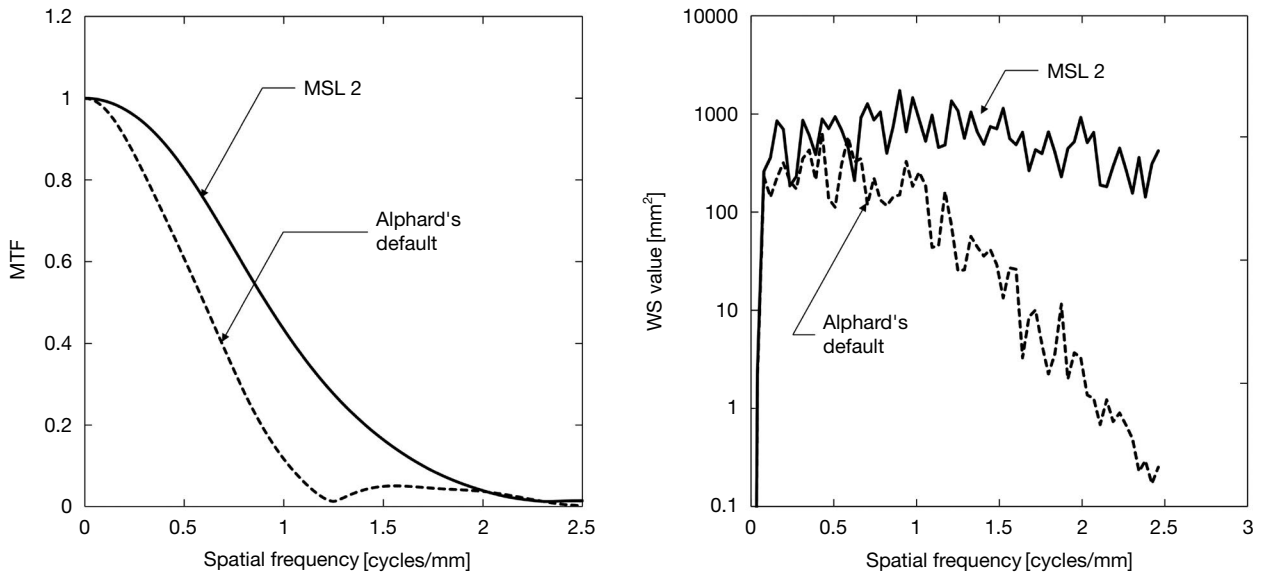 1.2
1
0.8
0.6
0.4
0.2
0
MTF
0 0.5 1 1.5 2 2.5
Spatial frequency [cycles/mm]
MSL 2
Alphard's
default
10000
1000
100
10
1
0.1
WS value [mm²]
0 0.5 1 1.5 2 2.5 3
Spatial frequency [cycles/mm]
MSL 2
Alphard's
default